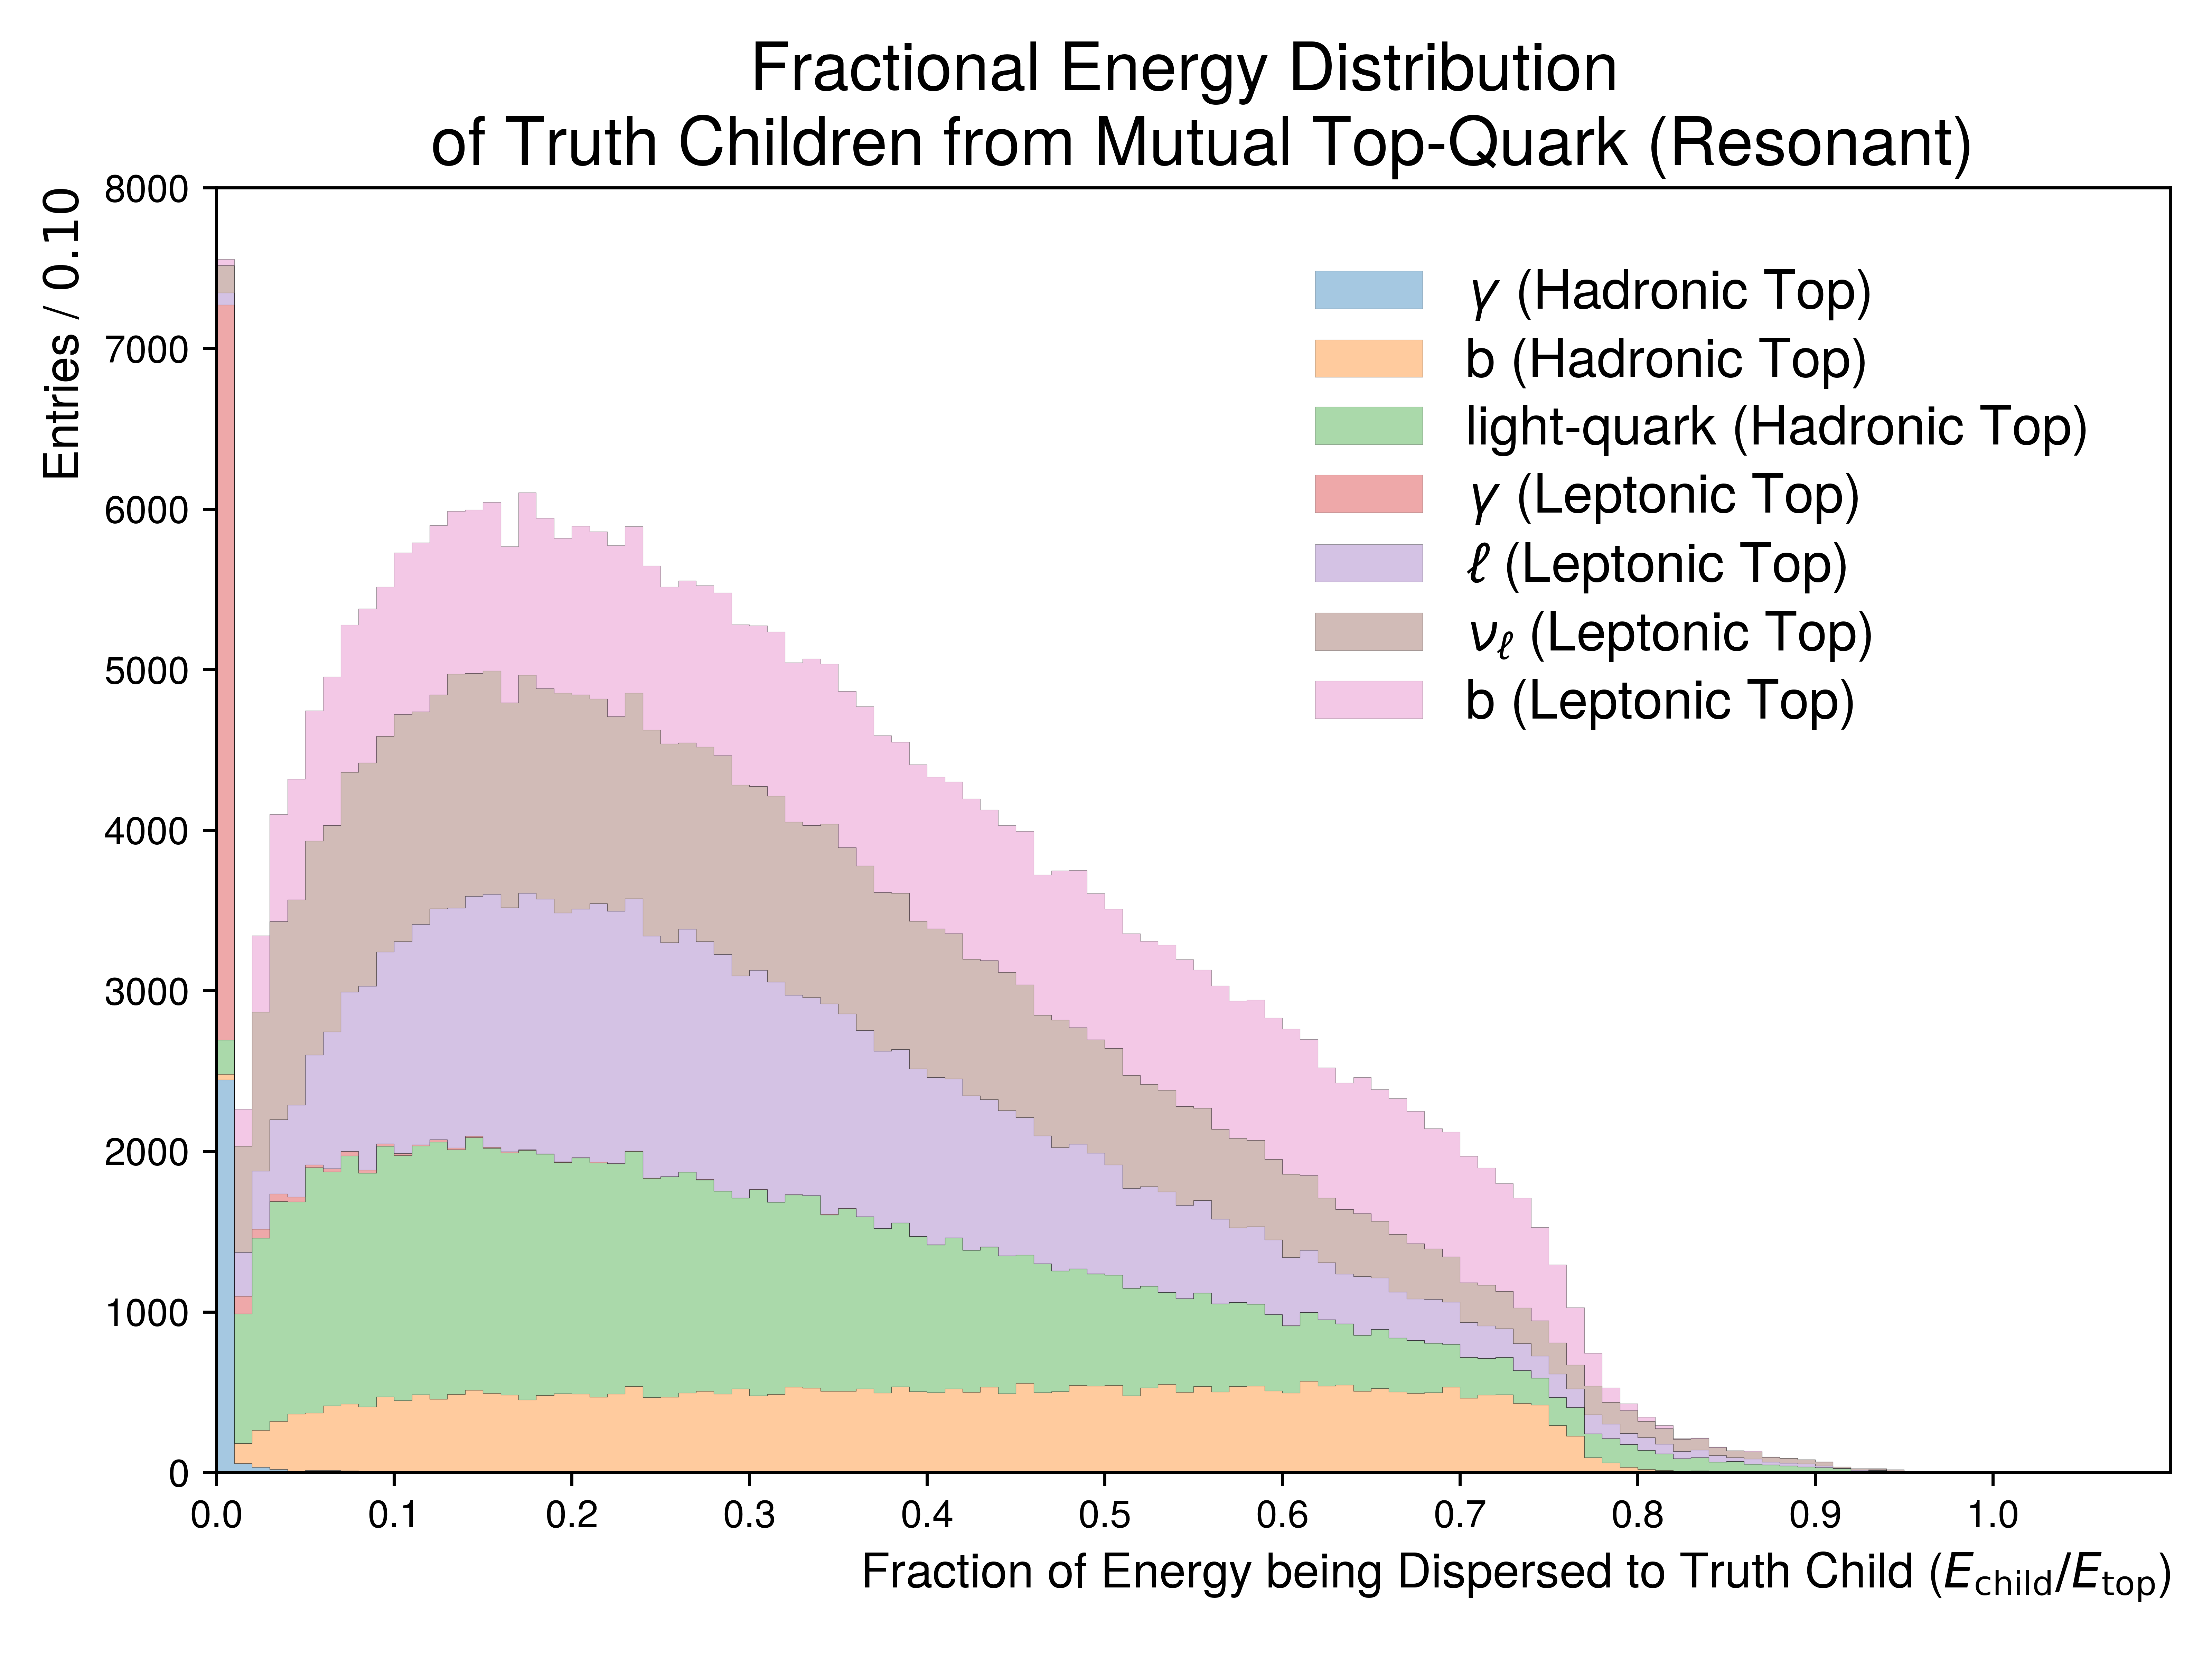 Fractional Energy Distribution
of Truth Children from Mutual Top-Quark (Resonant)
Entries / 0.10
8000
7000
6000
5000
4000
3000
2000
1000
0
γ (Hadronic Top)
b (Hadronic Top)
light-quark (Hadronic Top)
γ (Leptonic Top)
ℓ (Leptonic Top)
νℓ (Leptonic Top)
b (Leptonic Top)
0.0 0.1 0.2 0.3 0.4 0.5 0.6 0.7 0.8 0.9 1.0
Fraction of Energy being Dispersed to Truth Child (Echild/Etop)